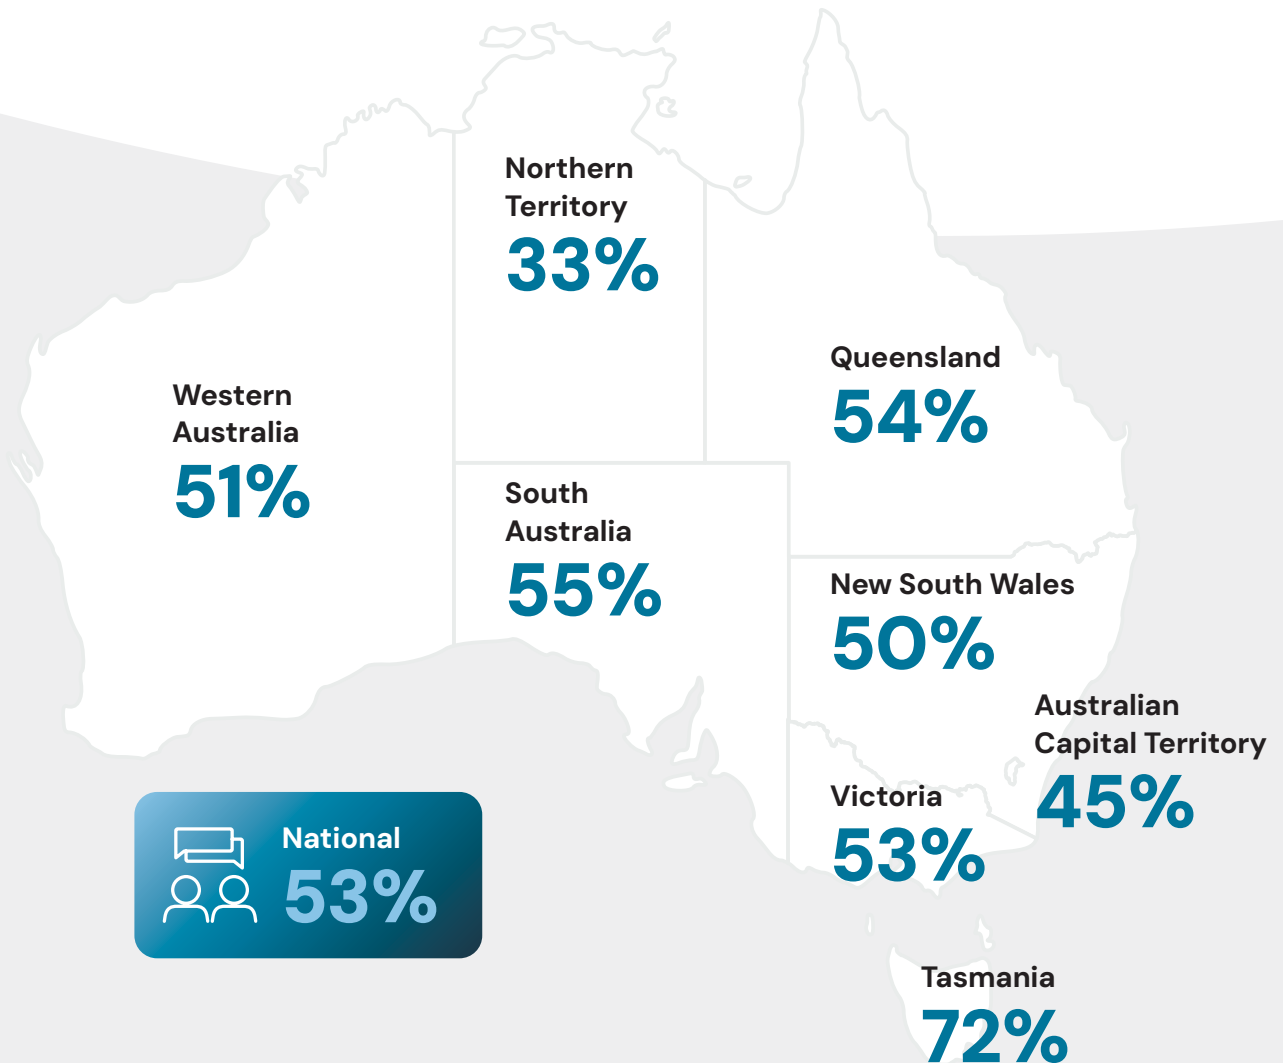 Northern
Territory
33%
Queensland
54%
Western
Australia
51%
South
Australia
55%
New South Wales
50%
Australian
Capital Territory
45%
Victoria
53%
National
53%
Tasmania
72%